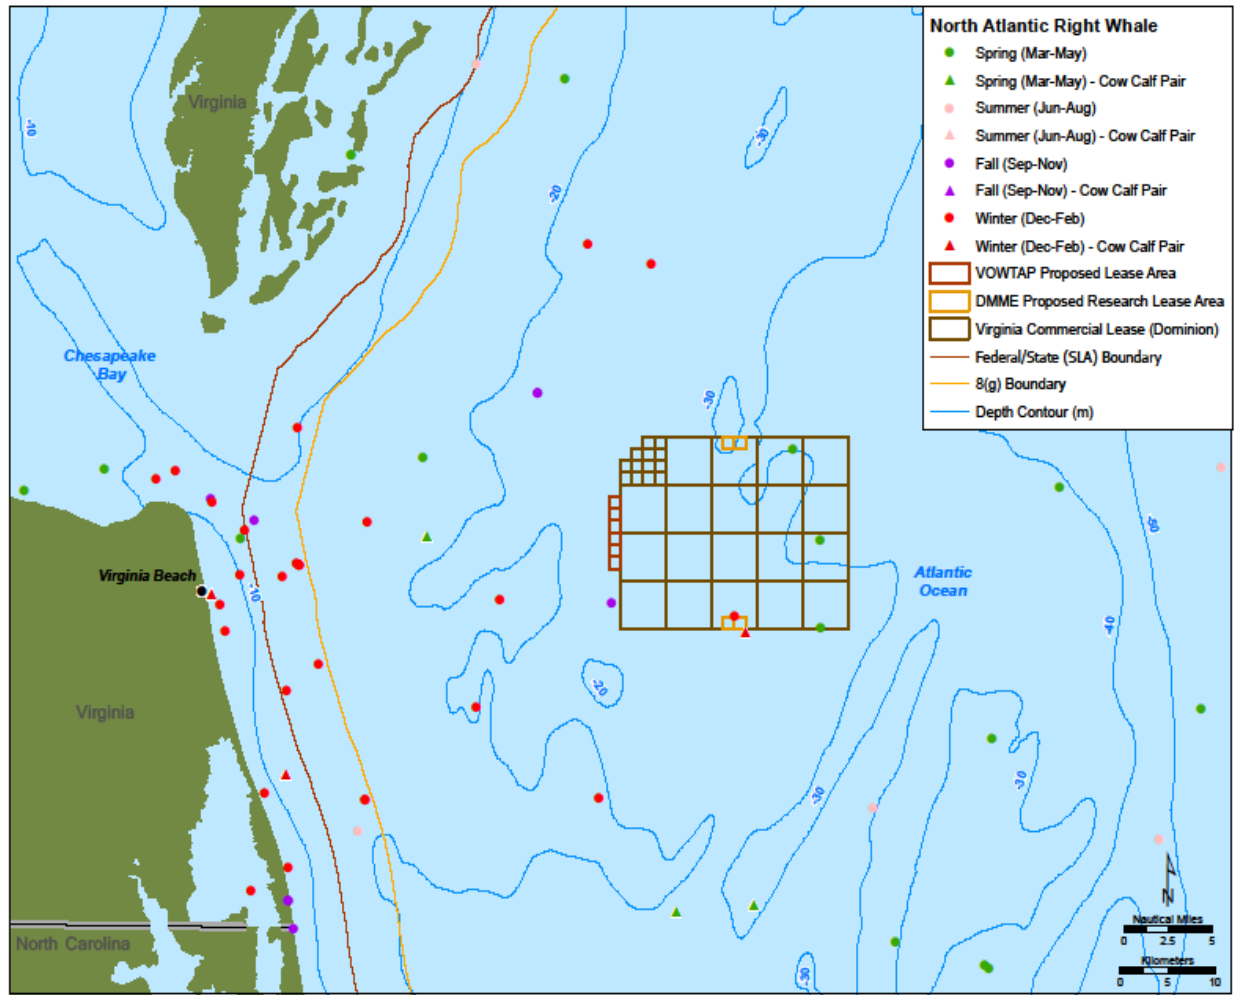 North Atlantic Right Whale
Spring (Mar-May)
Spring (Mar-May) - Cow Calf Pair
Summer (Jun-Aug)
Summer (Jun-Aug) - Cow Calf Pair
Fall (Sep-Nov)
Fall (Sep-Nov) - Cow Calf Pair
Winter (Dec-Feb)
Winter (Dec-Feb) - Cow Calf Pair
VOWTAP Proposed Lease Area
DMME Proposed Research Lease Area
Virginia Commercial Lease (Dominion)
Federal/State (SLA) Boundary
8(g) Boundary
Depth Contour (m)
Virginia
-10
-30
-20
Chesapeake
Bay
-30
-50
Virginia Beach
-10
Atlantic
Ocean
-40
-20
Virginia
-30
-30
North Carolina
-30
N
Nautical Miles
0 2.5 5
Kilometers
0 5 10